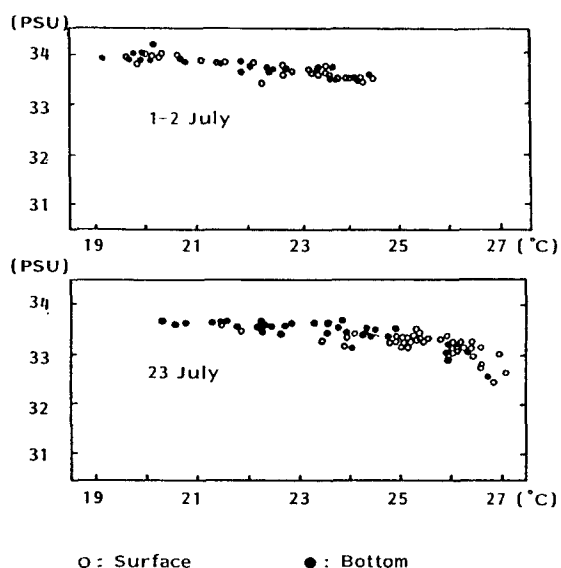 (PSU)
34
33
32
31
1-2 July
19 21 23 25 27 (°C)
(PSU)
34
33
32
31
23 July
19 21 23 25 27 (°C)
O: Surface ●: Bottom